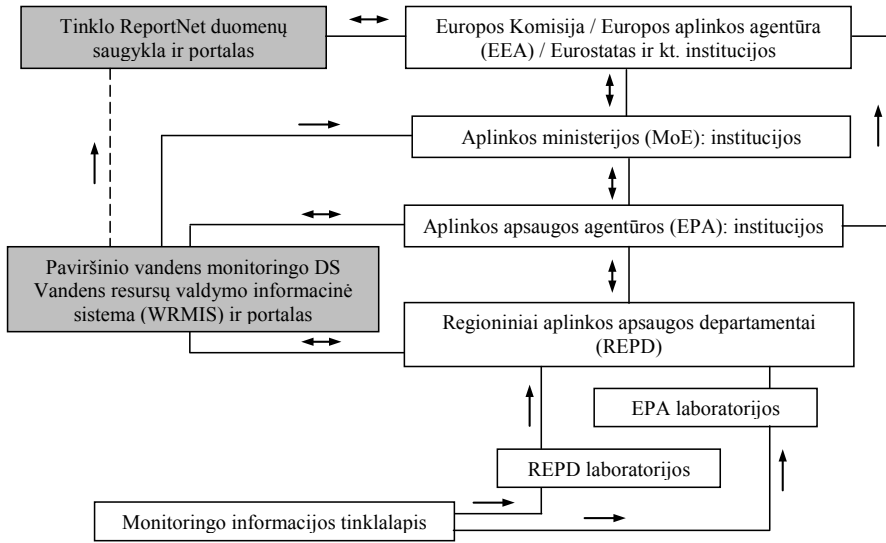 Tinklo ReportNet duomenų
saugykla ir portalas
Europos Komisija / Europos aplinkos agentūra
(EEA) / Eurostatas ir kt. institucijos
Aplinkos ministerijos (MoE): institucijos
Aplinkos apsaugos agentūros (EPA): institucijos
Paviršinio vandens monitoringo DS
Vandens resursų valdymo informacinė
sistema (WRMIS) ir portalas
Regioniniai aplinkos apsaugos departamentai
(REPD)
EPA laboratorijos
REPD laboratorijos
Monitoringo informacijos tinklalapis